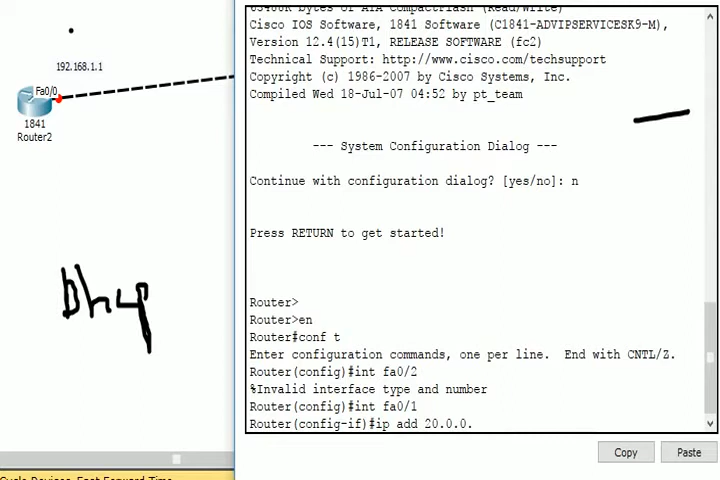 192.168.1.1
Fa0/0
1841
Router2
Cisco IOS Software, 1841 Software (C1841-ADVIPSERVICESK9-M),
Version 12.4(15)T1, RELEASE SOFTWARE (fc2)
Technical Support: http://www.cisco.com/techsupport
Copyright (c) 1986-2007 by Cisco Systems, Inc.
Compiled Wed 18-Jul-07 04:52 by pt_team
--- System Configuration Dialog ---
Continue with configuration dialog? [yes/no]: n
Press RETURN to get started!
Router>
Router>en
Router#conf t
Enter configuration commands, one per line.  End with CNTL/Z.
Router(config)#int fa0/2
%Invalid interface type and number
Router(config)#int fa0/1
Router(config-if)#ip add 20.0.0.
Copy
Paste